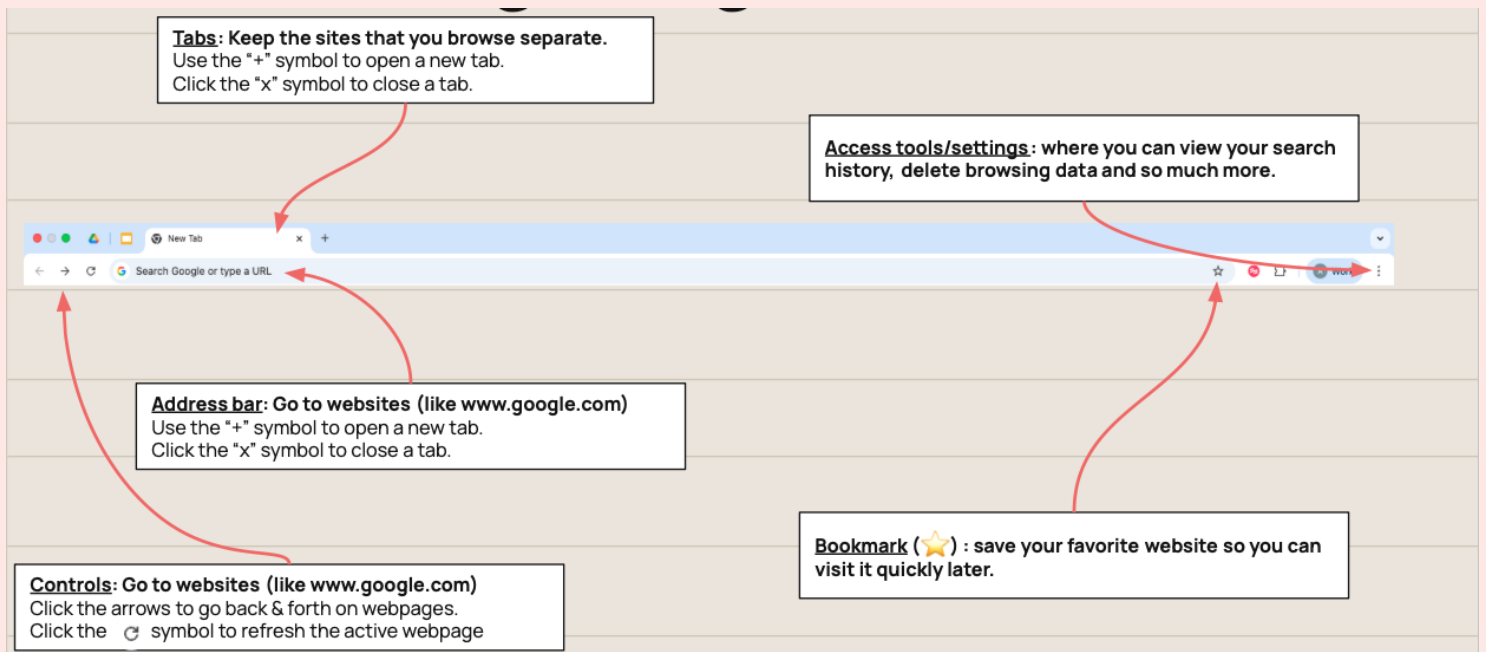 Tabs: Keep the sites that you browse separate.
Use the “+” symbol to open a new tab.
Click the “x” symbol to close a tab.
Access tools/settings: where you can view your search
history, delete browsing data and so much more.
New Tab
Search Google or type a URL
Address bar: Go to websites (like www.google.com)
Use the “+” symbol to open a new tab.
Click the “x” symbol to close a tab.
Bookmark (⭐) : save your favorite website so you can
visit it quickly later.
Controls: Go to websites (like www.google.com)
Click the arrows to go back & forth on webpages.
Click the symbol to refresh the active webpage